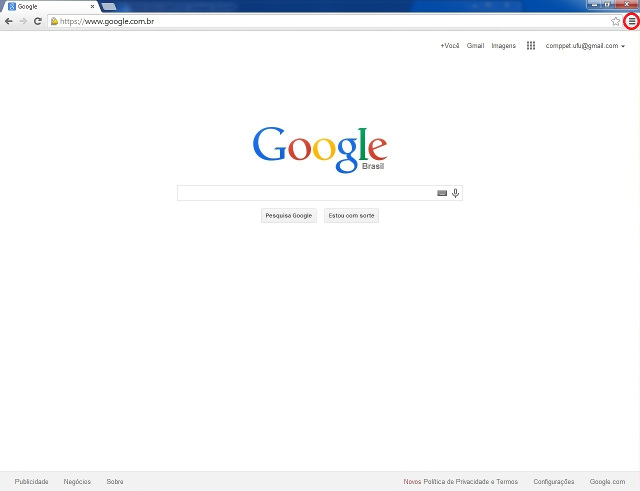 Google
https://www.google.com.br
+Você Gmail Imagens comppet.ufu@gmail.com
Google
Brasil
Pesquisa Google Estou com sorte
Publicidade Negócios Sobre Novos Política de Privacidade e Termos Configurações Google.com